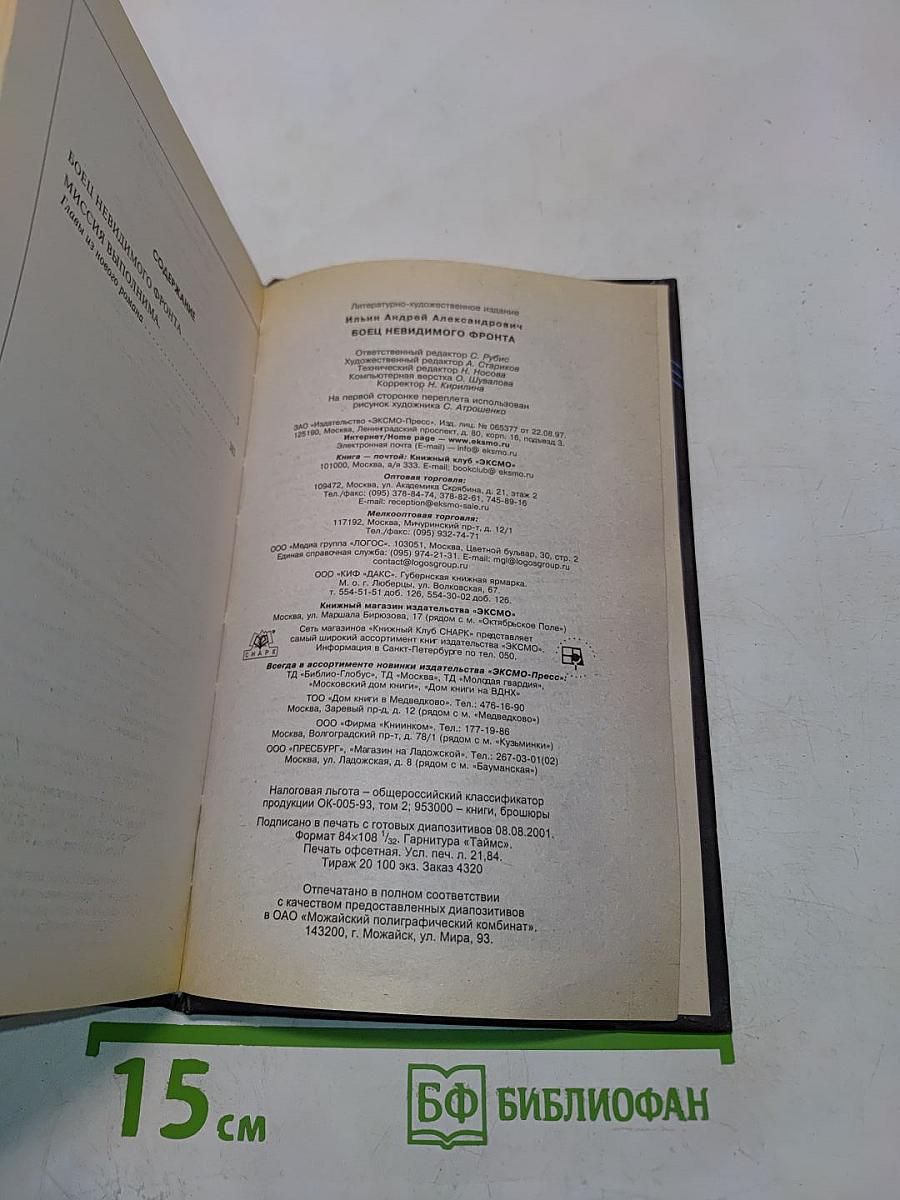 СОДЕРЖАНИЕ
БОЕЦ НЕВИДИМОГО ФРОНТА
МИССИЯ ВЫПОЛНИМА.
Главы из нового романа
Литературно-художественное издание
Ильин Андрей Александрович
БОЕЦ НЕВИДИМОГО ФРОНТА
Ответственный редактор С. Рубис
Художественный редактор А. Стариков
Технический редактор Н. Носова
Компьютерная верстка О. Шувалова
Корректор Н. Кирилина
На первой сторонке переплета использован
рисунок художника С. Атрошенко
ЗАО «Издательство «ЭКСМО-Пресс». Изд. лиц. № 065377 от 22.08.97.
125190, Москва, Ленинградский проспект, д. 80, корп. 16, подъезд 3.
Интернет/Home page — www.eksmo.ru
Электронная почта (E-mail) — info@ eksmo.ru
Книга — почтой: Книжный клуб «ЭКСМО»
101000, Москва, а/я 333. E-mail: bookclub@ eksmo.ru
Оптовая торговля:
109472, Москва, ул. Академика Скрябина, д. 21, этаж 2
Тел./факс: (095) 378-84-74, 378-82-61, 745-89-16
E-mail: reception@eksmo-sale.ru
Мелкооптовая торговля:
117192, Москва, Мичуринский пр-т, д. 12/1
Тел./факс: (095) 932-74-71
ООО «Медиа группа «ЛОГОС». 103051, Москва, Цветной бульвар, 30, стр. 2
Единая справочная служба: (095) 974-21-31. E-mail: mgl@logosgroup.ru
contact@logosgroup.ru
ООО «КИФ «ДАКС». Губернская книжная ярмарка.
М. о. г. Люберцы, ул. Волковская, 67.
т. 554-51-51 доб. 126, 554-30-02 доб. 126.
Книжный магазин издательства «ЭКСМО»
Москва, ул. Маршала Бирюзова, 17 (рядом с м. «Октябрьское Поле»)
Сеть магазинов «Книжный Клуб СНАРК» представляет
самый широкий ассортимент книг издательства «ЭКСМО».
Информация в Санкт-Петербурге по тел. 050.
СНАРК
Всегда в ассортименте новинки издательства «ЭКСМО-Пресс»:
ТД «Библио-Глобус», ТД «Москва», ТД «Молодая гвардия»,
«Московский дом книги», «Дом книги на ВДНХ»
ТОО «Дом книги в Медведково». Тел.: 476-16-90
Москва, Заревый пр-д, д. 12 (рядом с м. «Медведково»)
ООО «Фирма «Книинком». Тел.: 177-19-86
Москва, Волгоградский пр-т, д. 78/1 (рядом с м. «Кузьминки»)
ООО «ПРЕСБУРГ», «Магазин на Ладожской». Тел.: 267-03-01(02)
Москва, ул. Ладожская, д. 8 (рядом с м. «Бауманская»)
Налоговая льгота – общероссийский классификатор
продукции ОК-005-93, том 2; 953000 – книги, брошюры
Подписано в печать с готовых диапозитивов 08.08.2001.
Формат 84×108 1/32. Гарнитура «Таймс».
Печать офсетная. Усл. печ. л. 21,84.
Тираж 20 100 экз. Заказ 4320
Отпечатано в полном соответствии
с качеством предоставленных диапозитивов
в ОАО «Можайский полиграфический комбинат».
143200, г. Можайск, ул. Мира, 93.
15 см
БФ БИБЛИОФАН